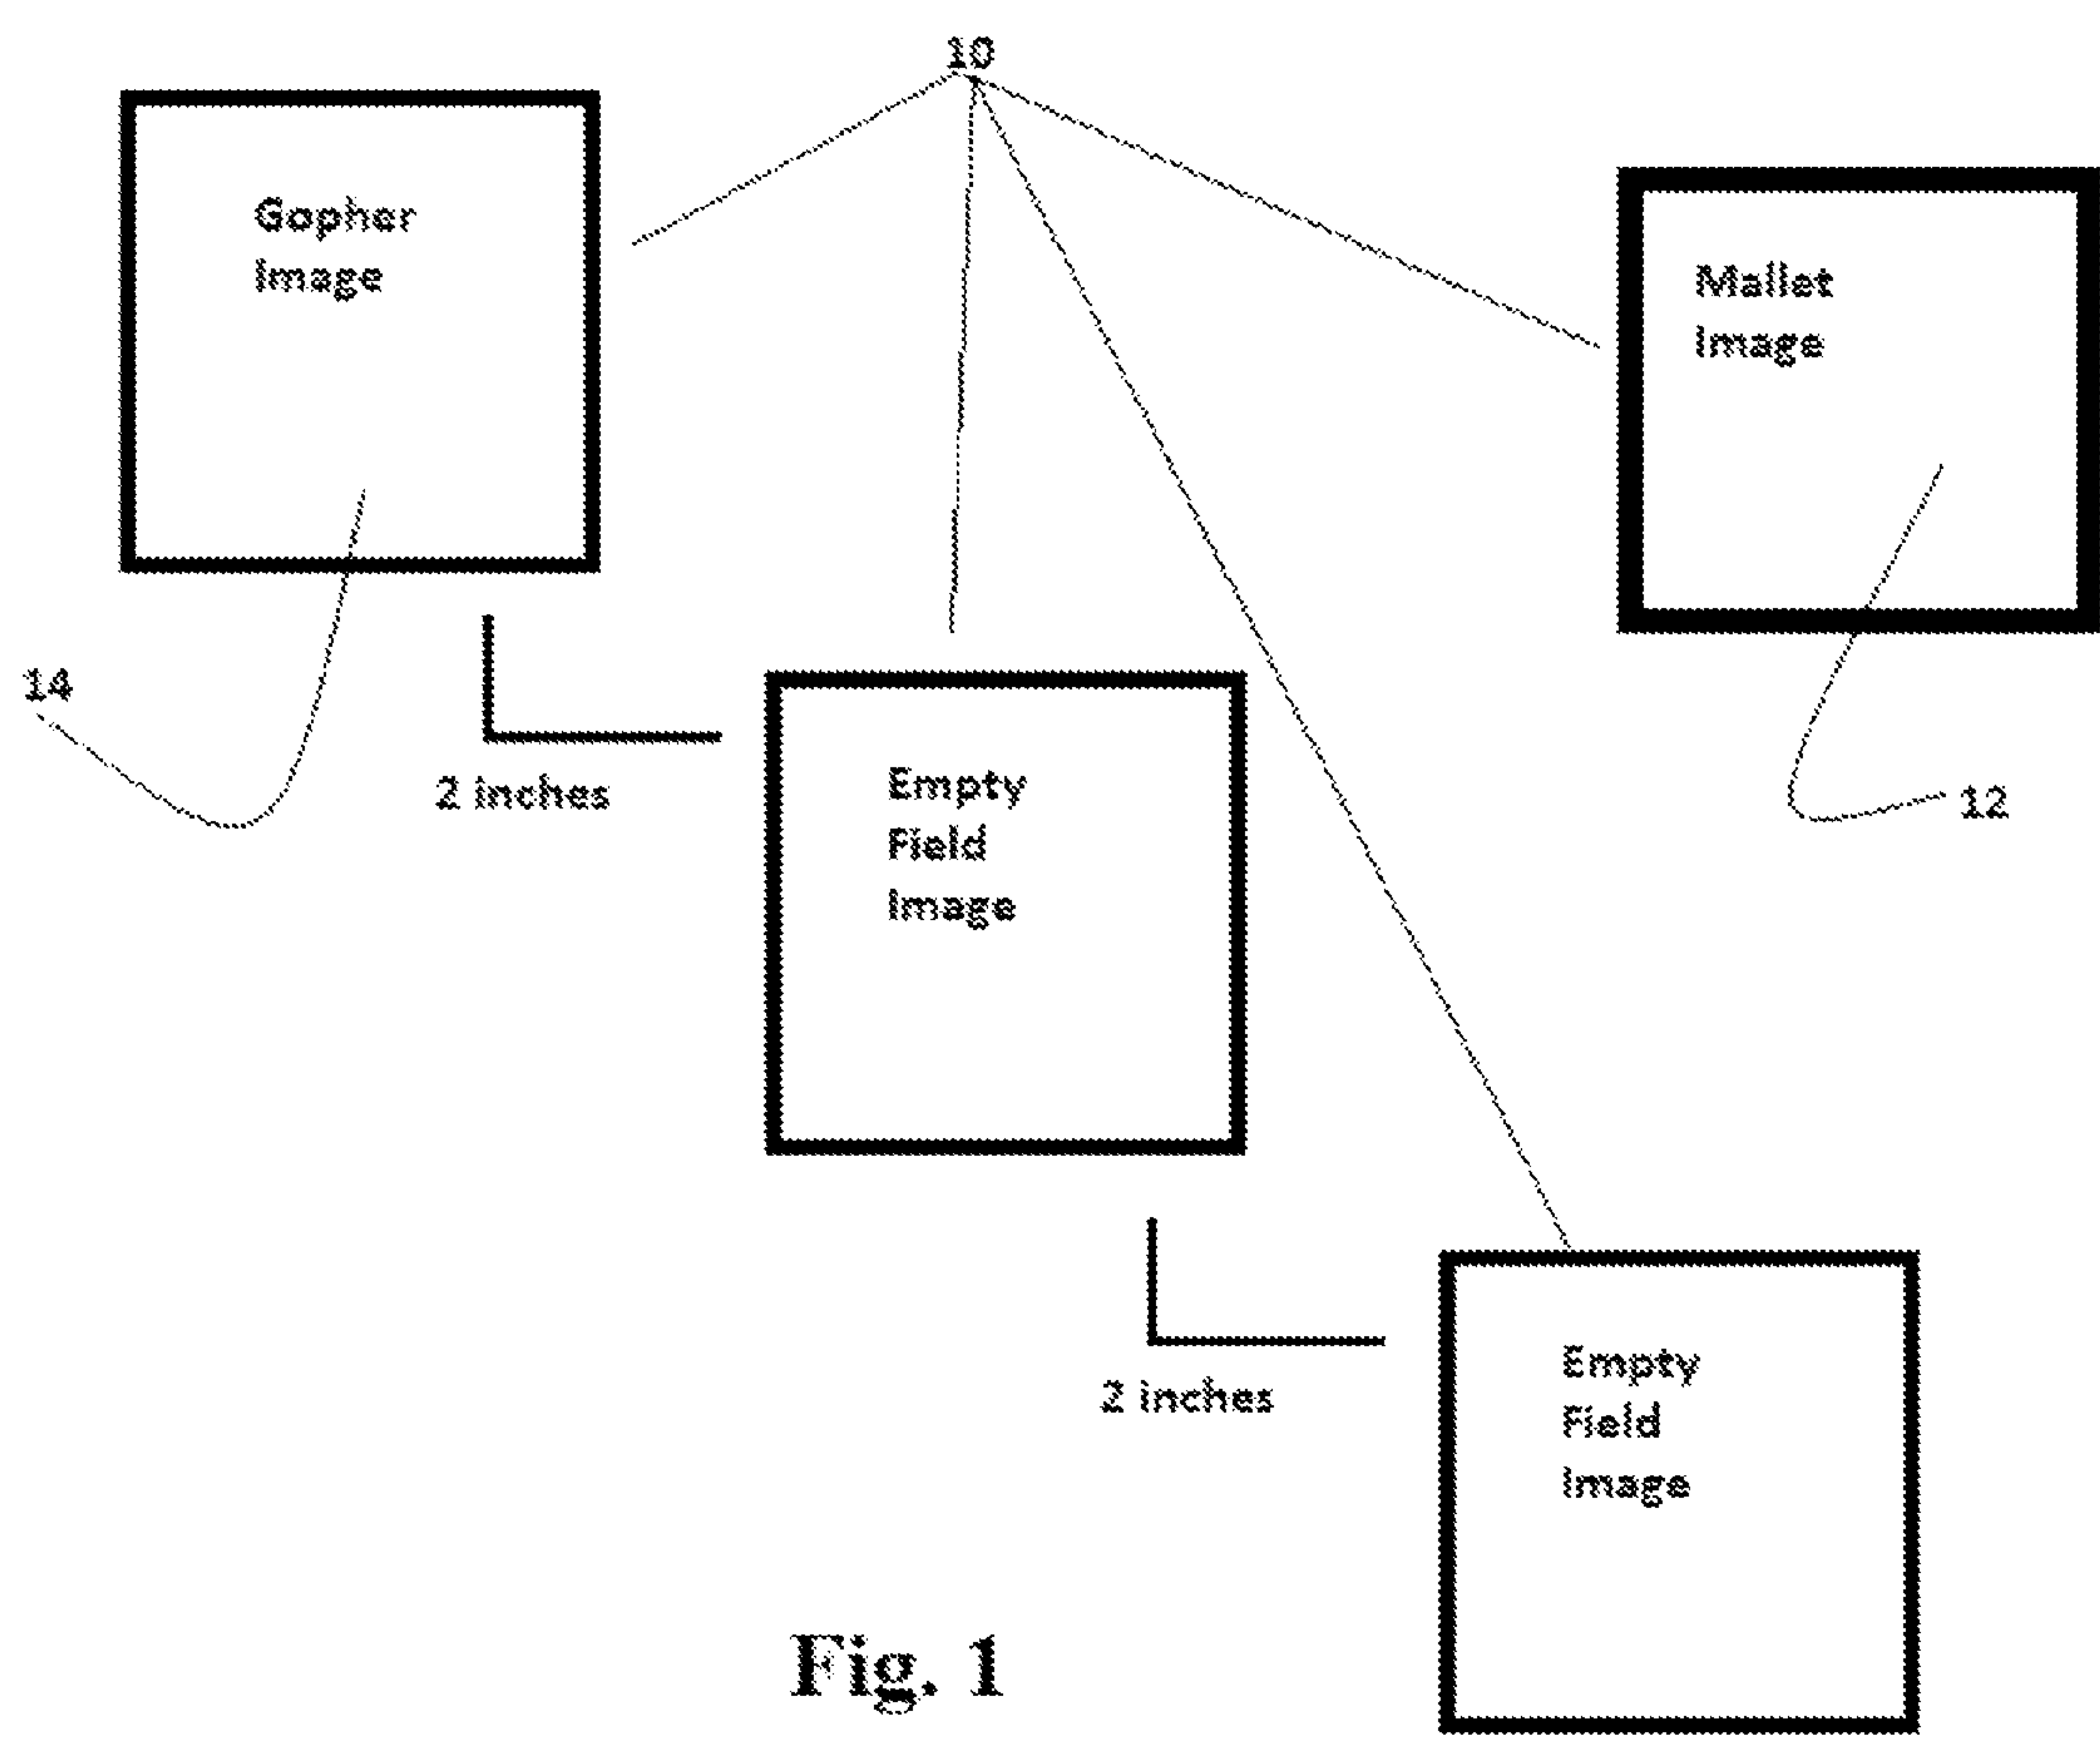 10
Gopher
Image
Mallet
Image
14
2 inches
Empty
Field
Image
12
2 inches
Empty
Field
Image
Fig. 1